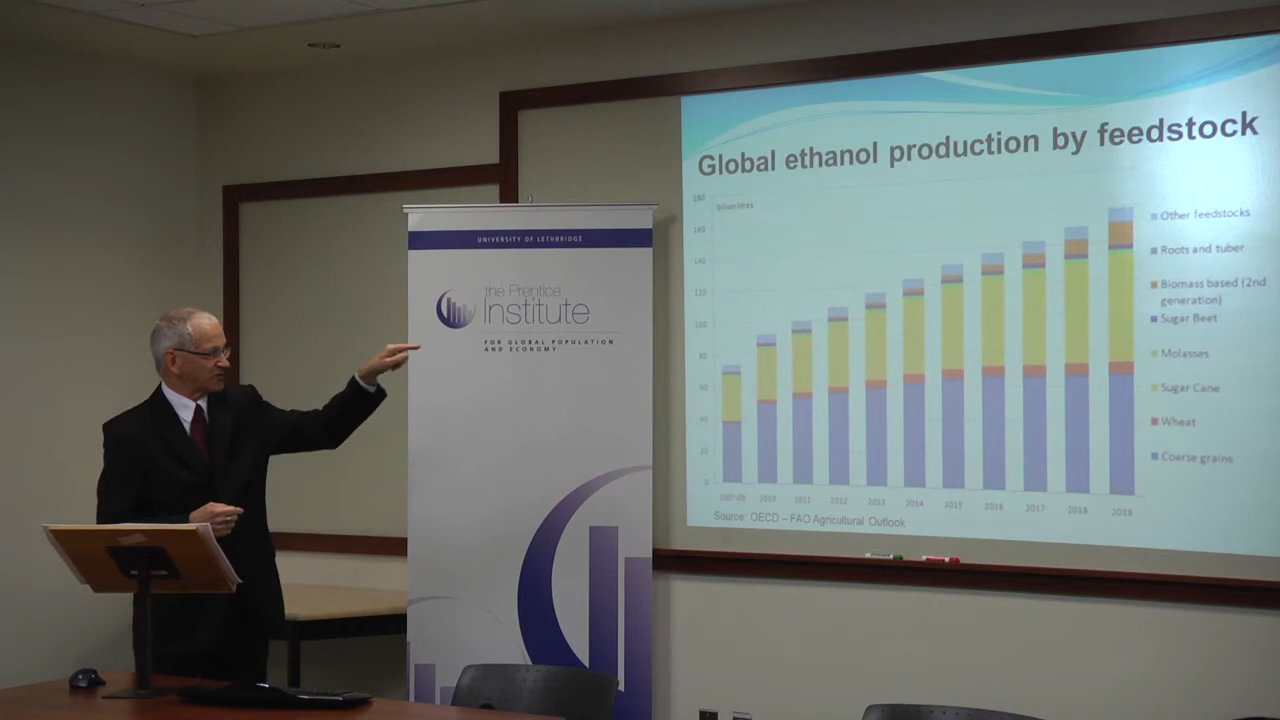 UNIVERSITY OF LETHBRIDGE
the Prentice
Institute
FOR GLOBAL POPULATION
AND ECONOMY
Global ethanol production by feedstock
billion litres
180
160
140
120
100
80
60
40
20
0
2007-09 2010 2011 2012 2013 2014 2015 2016 2017 2018 2019
Other feedstocks
Roots and tuber
Biomass based (2nd
generation)
Sugar Beet
Molasses
Sugar Cane
Wheat
Coarse grains
Source: OECD – FAO Agricultural Outlook